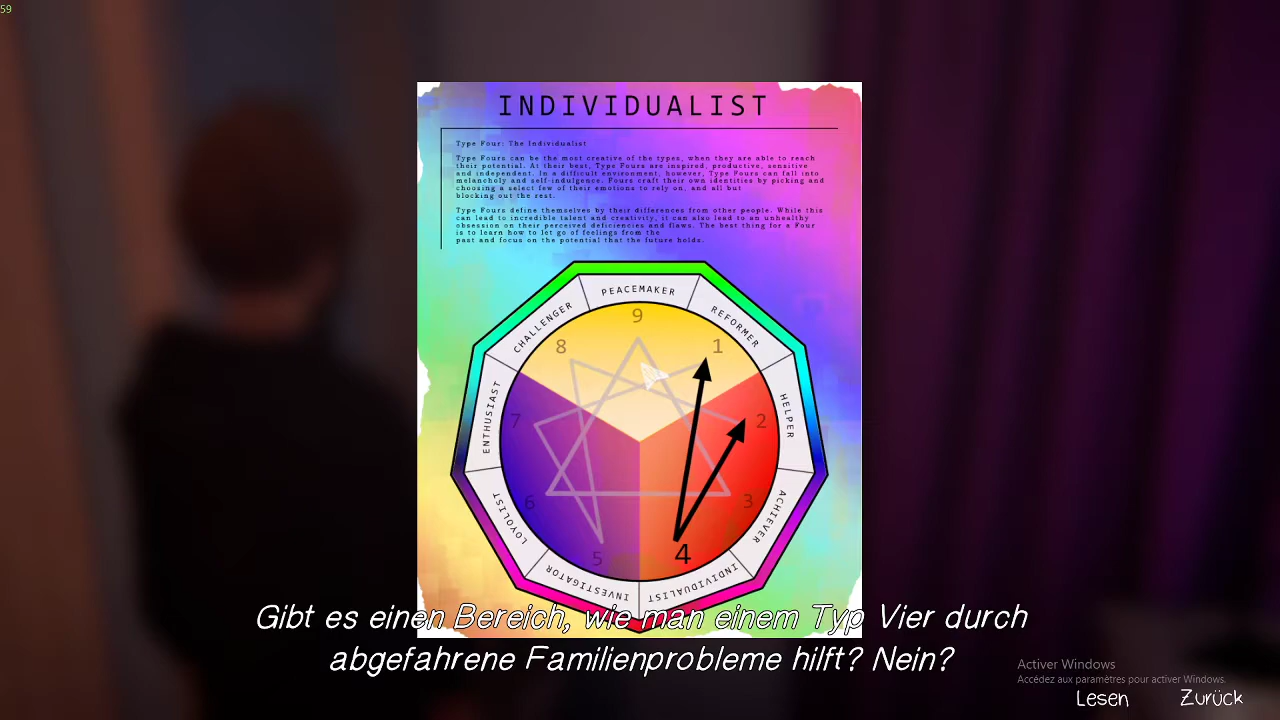 59
INDIVIDUALIST
Type Four: The Individualist
Type Fours can be the most creative of the types, when they are able to reach
their potential. At their best, Type Fours are inspired, productive, sensitive
and independent. In a difficult environment, however, Type Fours can fall into
melancholy and self-indulgence. Fours craft their own identities by picking and
choosing a select few of their emotions to rely on, and all but
blocking out the rest.
Type Fours define themselves by their differences from other people. While this
can lead to incredible talent and creativity, it can also lead to an unhealthy
obsession on their perceived deficiencies and flaws. The best thing for a Four
is to learn how to let go of feelings from the
past and focus on the potential that the future holds.
PEACEMAKER
CHALLENGER
REFORMER
9
8
1
ENTHUSIAST
HELPER
7
2
6
3
LOYOLIST
ACHIEVER
5
4
INVESTIGATOR
INDIVIDUALIST
Gibt es einen Bereich, wie man einem Typ Vier durch
abgefahrene Familienprobleme hilft? Nein?
Activer Windows
Accédez aux paramètres pour activer Windows.
Lesen
Zurück